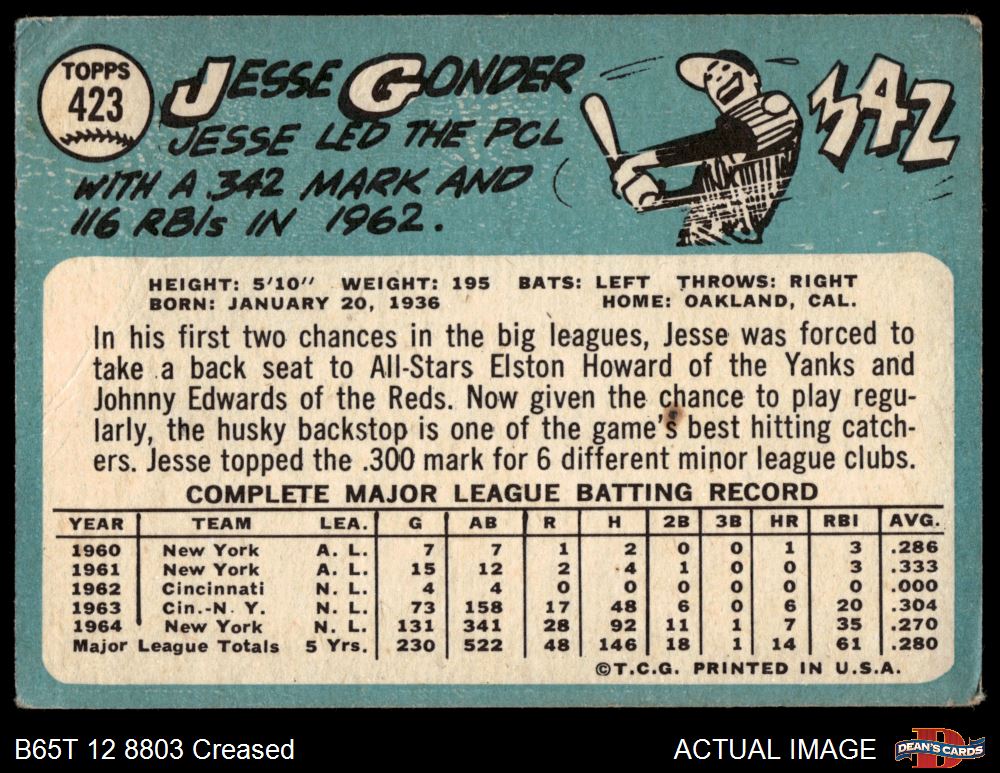 TOPPS
423
JESSE GONDER
JESSE LED THE PCL
WITH A .342 MARK AND
116 RBIs IN 1962.
342
HEIGHT: 5'10" WEIGHT: 195 BATS: LEFT THROWS: RIGHT
BORN: JANUARY 20, 1936 HOME: OAKLAND, CAL.
In his first two chances in the big leagues, Jesse was forced to
take a back seat to All-Stars Elston Howard of the Yanks and
Johnny Edwards of the Reds. Now given the chance to play regu-
larly, the husky backstop is one of the game's best hitting catch-
ers. Jesse topped the .300 mark for 6 different minor league clubs.
COMPLETE MAJOR LEAGUE BATTING RECORD
YEAR TEAM LEA. G AB R H 2B 3B HR RBI AVG.
1960 New York A. L. 7 7 1 2 0 0 1 3 .286
1961 New York A. L. 15 12 2 4 1 0 0 3 .333
1962 Cincinnati N. L. 4 4 0 0 0 0 0 0 .000
1963 Cin.-N. Y. N. L. 73 158 17 48 6 0 6 20 .304
1964 New York N. L. 131 341 28 92 11 1 7 35 .270
Major League Totals 5 Yrs. 230 522 48 146 18 1 14 61 .280
©T.C.G. PRINTED IN U.S.A.
B65T 12 8803 Creased ACTUAL IMAGE
DEAN'S CARDS